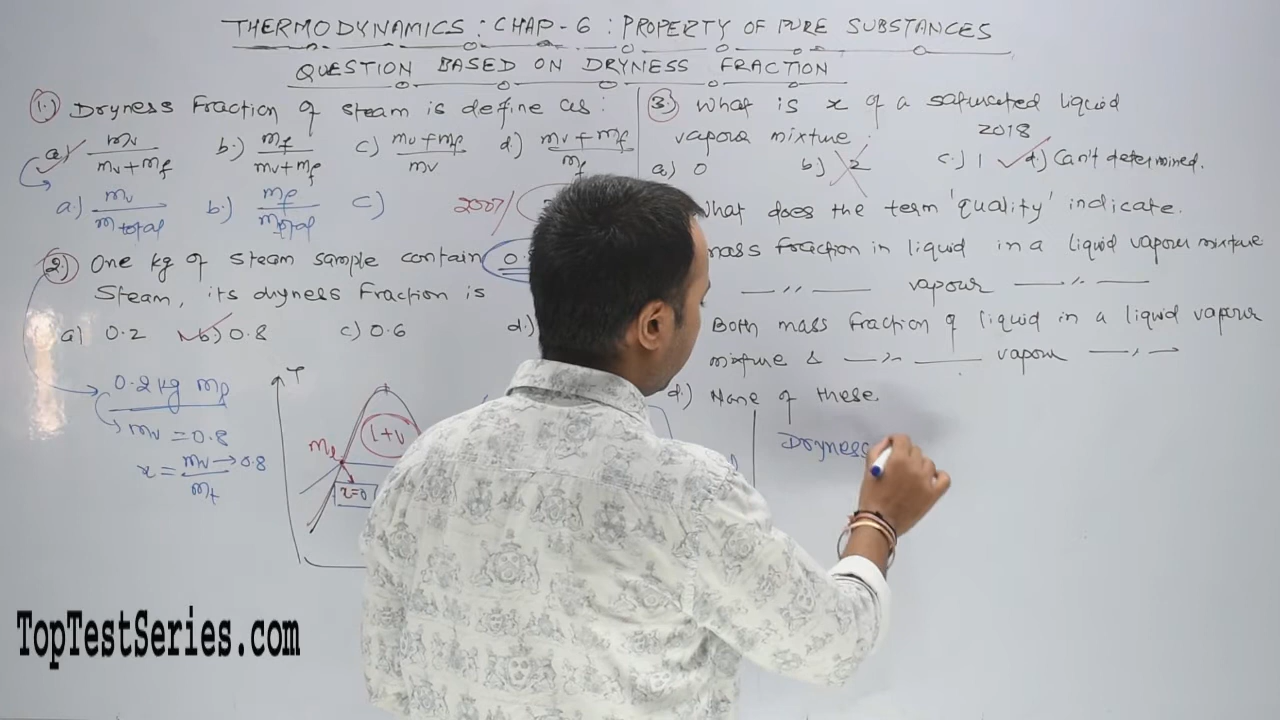 THERMODYNAMICS : CHAP-6 : PROPERTY OF PURE SUBSTANCES
QUESTION BASED ON DRYNESS FRACTION
1.) Dryness Fraction of steam is define as :
a.) mv / mv+mf b.) mf / mv+mf c.) mv+mf / mv d.) mv+mf / mf
a.) mv / mtotal b.) mf / mtotal c.) 2007/
2.) One kg of steam sample contain 0.
Steam, its dryness fraction is
a.) 0.2 b.) 0.8 c.) 0.6 d.)
0.2 kg mf
mv = 0.8
x = mv → 0.8 / mt
T
L+V
x=0
3.) What is x of a saturated liquid
vapour mixture.
2018
a.) 0 b.) 2 c.) 1 d.) Can't determined.
What does the term 'quality' indicate.
mass fraction in liquid in a liquid vapour mixture
—〃— vapour —〃—
Both mass fraction of liquid in a liquid vapour
mixture & —〃— vapour —〃—
d.) None of these
Dryness
TopTestSeries.com